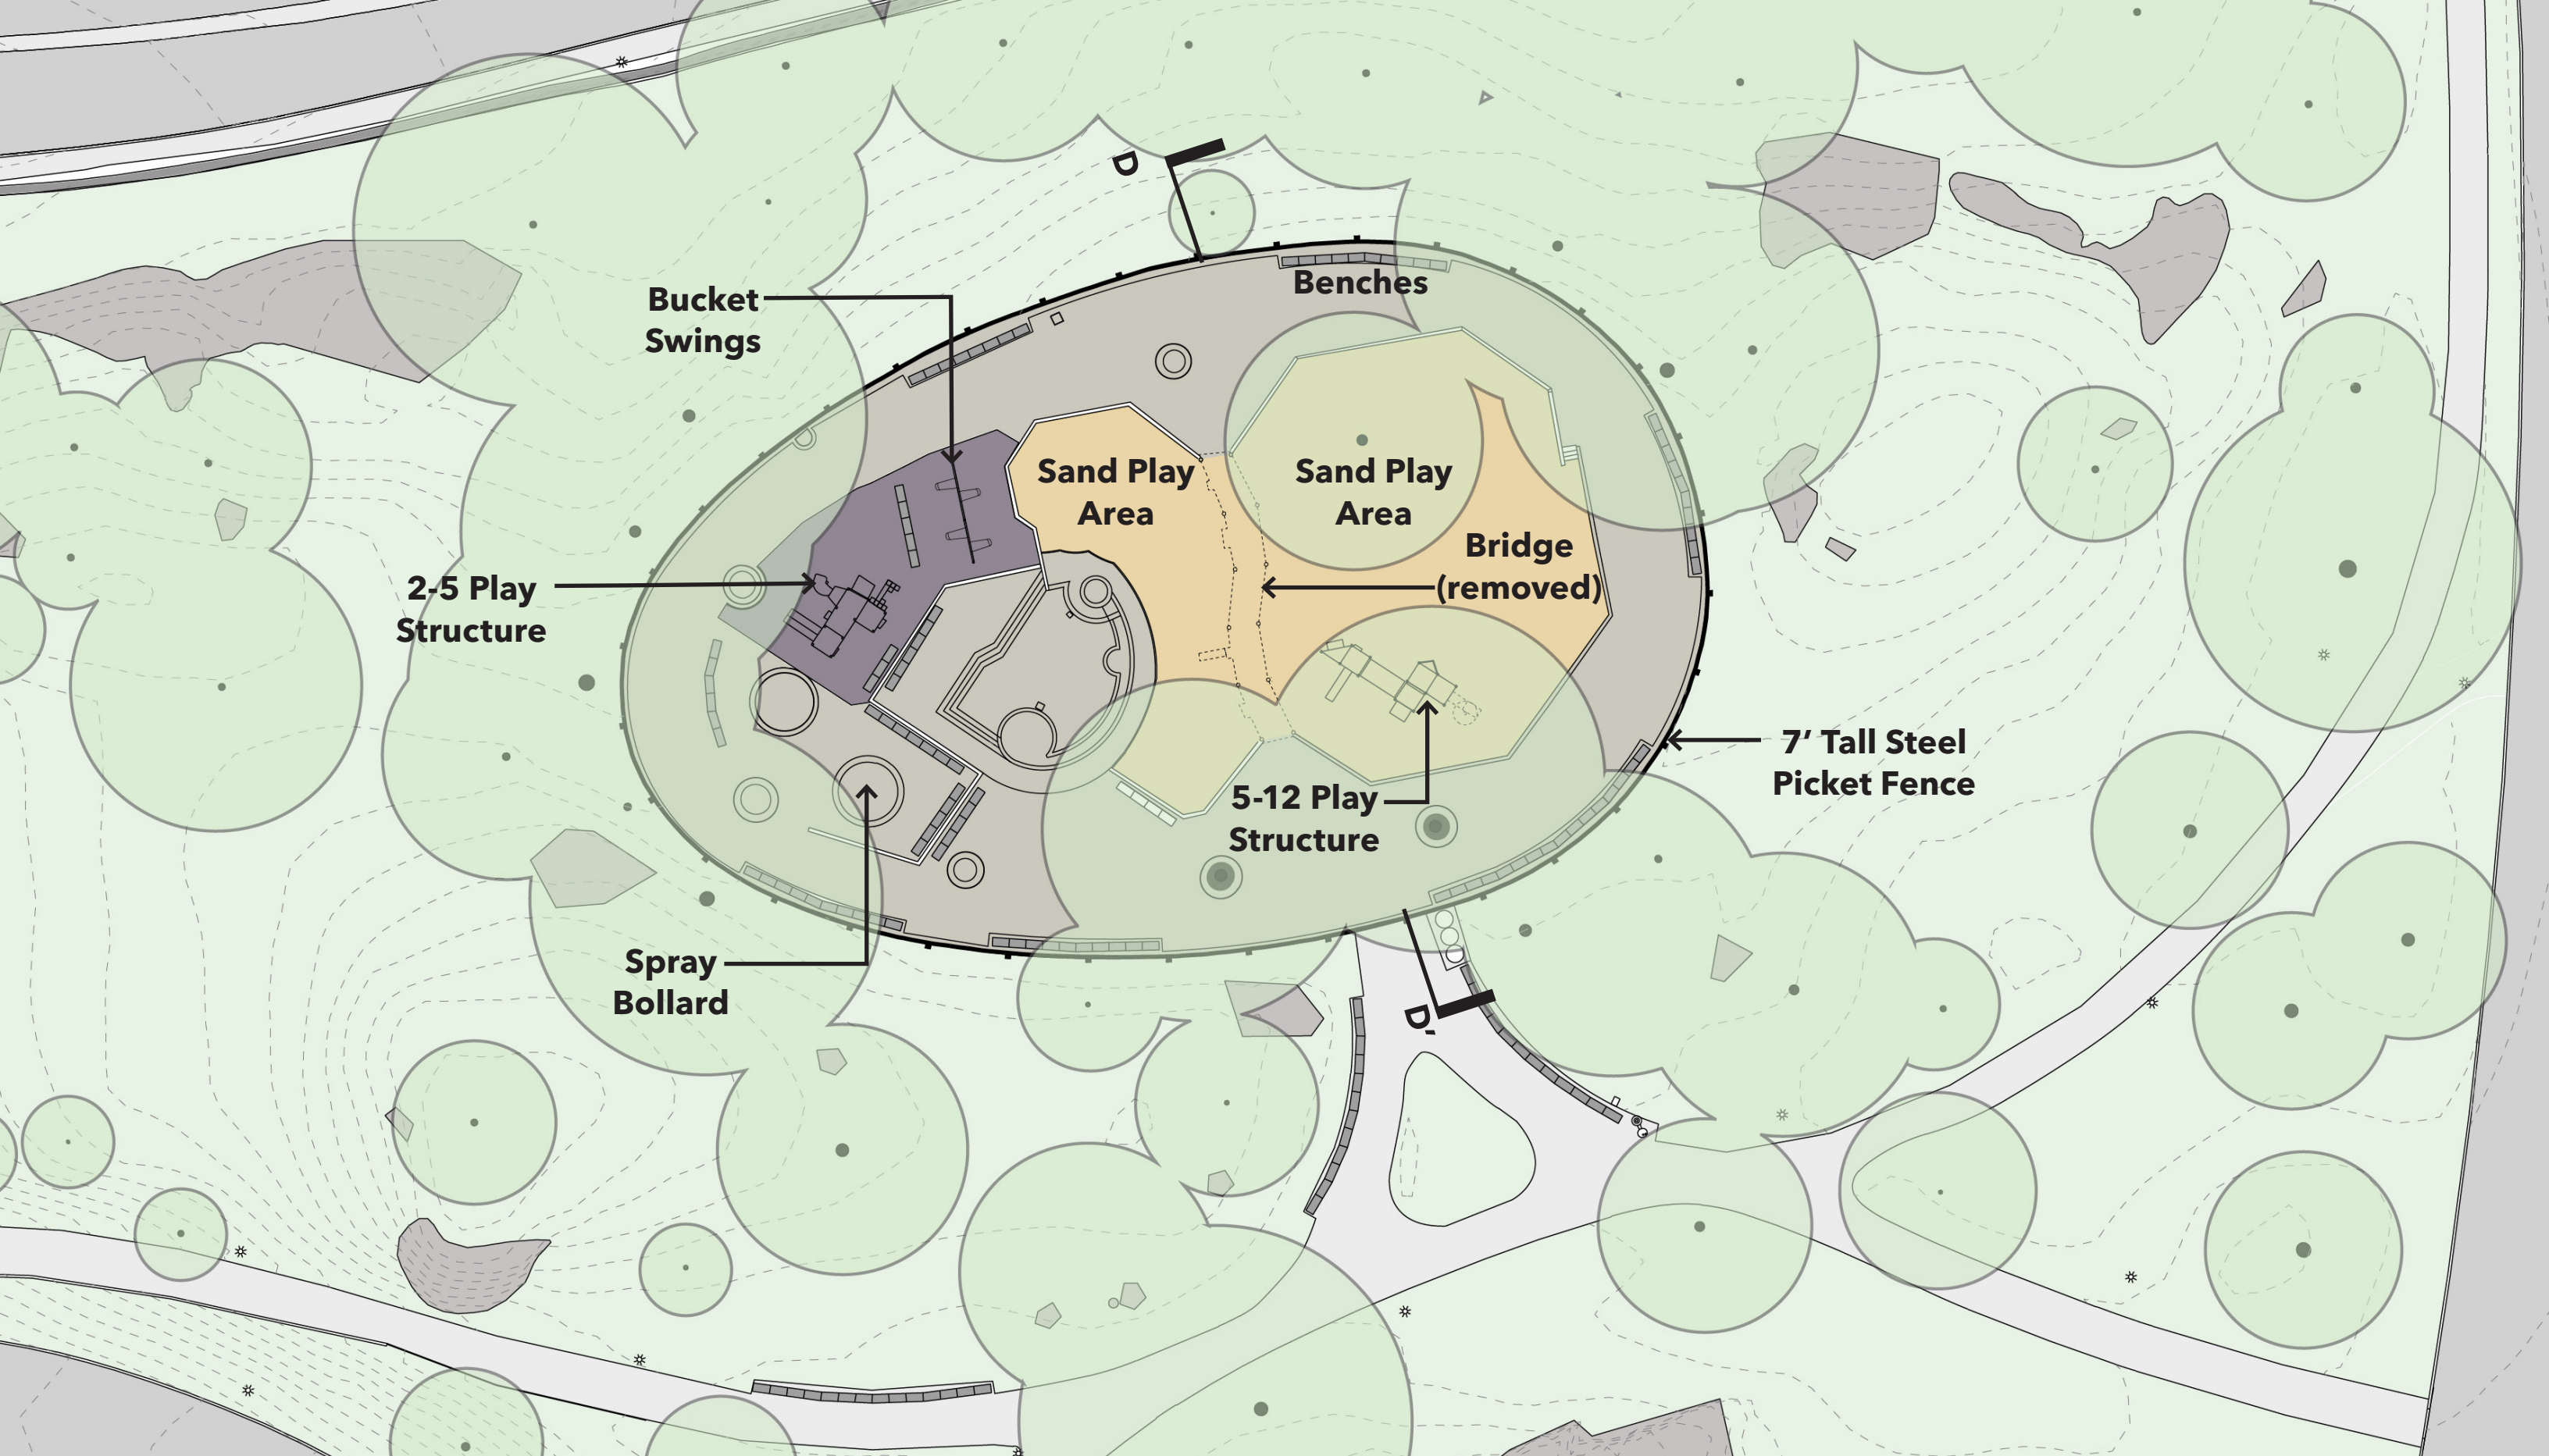 D
Benches
Bucket
Swings
Sand Play
Area
Sand Play
Area
Bridge
(removed)
2-5 Play
Structure
7’ Tall Steel
Picket Fence
5-12 Play
Structure
Spray
Bollard
D’